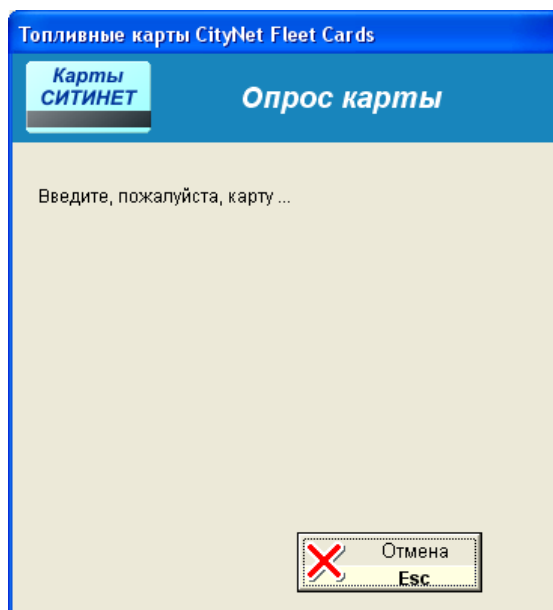 Топливные карты CityNet Fleet Cards
Карты
СИТИНЕТ
Опрос карты
Введите, пожалуйста, карту ...
Отмена
Esc